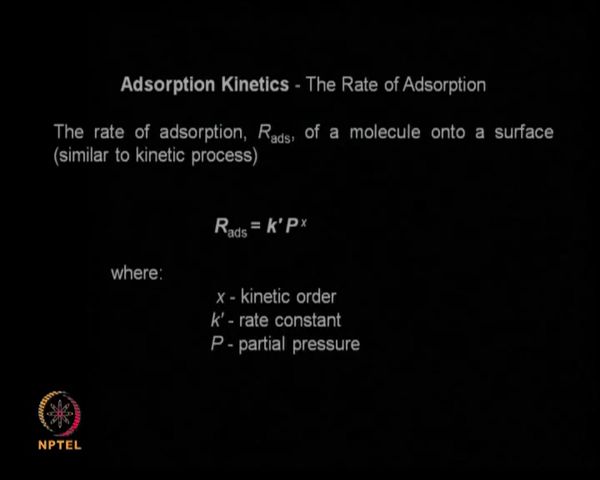 Adsorption Kinetics - The Rate of Adsorption
The rate of adsorption, Rads, of a molecule onto a surface
(similar to kinetic process)
Rads = k' Pˣ
where:
x - kinetic order
k' - rate constant
P - partial pressure
NPTEL